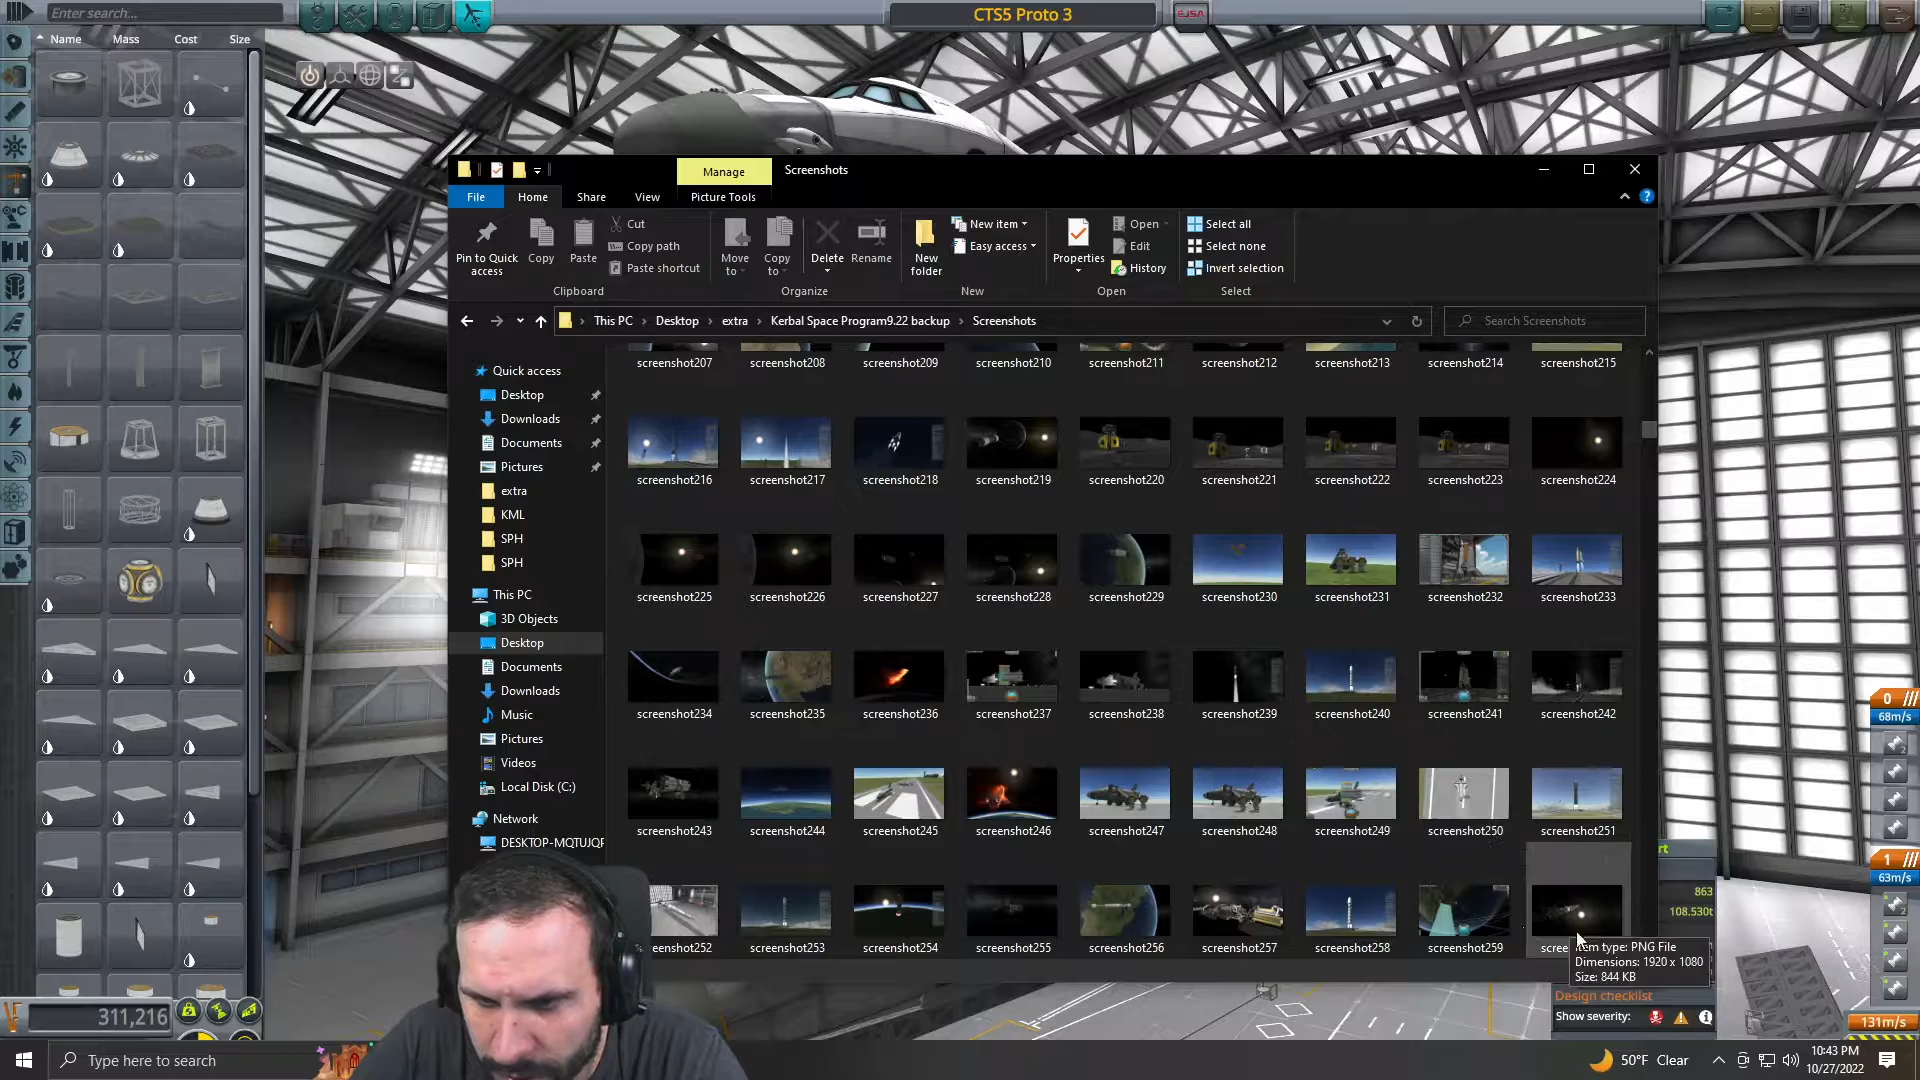 Enter search...
CTS5 Proto 3
EJSA
Name Mass Cost Size
Manage Screenshots
File Home Share View Picture Tools
Pin to Quick access
Copy
Paste
Cut
Copy path
Paste shortcut
Move to
Copy to
Delete
Rename
New folder
New item
Easy access
Properties
Open
Edit
History
Select all
Select none
Invert selection
Clipboard Organize New Open Select
This PC Desktop extra Kerbal Space Program9.22 backup Screenshots
Search Screenshots
Quick access
Desktop
Downloads
Documents
Pictures
extra
KML
SPH
SPH
This PC
3D Objects
Desktop
Documents
Downloads
Music
Pictures
Videos
Local Disk (C:)
Network
DESKTOP-MQTUJQF
screenshot207 screenshot208 screenshot209 screenshot210 screenshot211 screenshot212 screenshot213 screenshot214 screenshot215
screenshot216 screenshot217 screenshot218 screenshot219 screenshot220 screenshot221 screenshot222 screenshot223 screenshot224
screenshot225 screenshot226 screenshot227 screenshot228 screenshot229 screenshot230 screenshot231 screenshot232 screenshot233
screenshot234 screenshot235 screenshot236 screenshot237 screenshot238 screenshot239 screenshot240 screenshot241 screenshot242
screenshot243 screenshot244 screenshot245 screenshot246 screenshot247 screenshot248 screenshot249 screenshot250 screenshot251
eenshot252 screenshot253 screenshot254 screenshot255 screenshot256 screenshot257 screenshot258 screenshot259 scree
Item type: PNG File
Dimensions: 1920 x 1080
Size: 844 KB
0
68m/s
1
63m/s
rt
863
108.530t
Design checklist
Show severity:
131m/s
311,216
Type here to search
50°F Clear
10:43 PM
10/27/2022